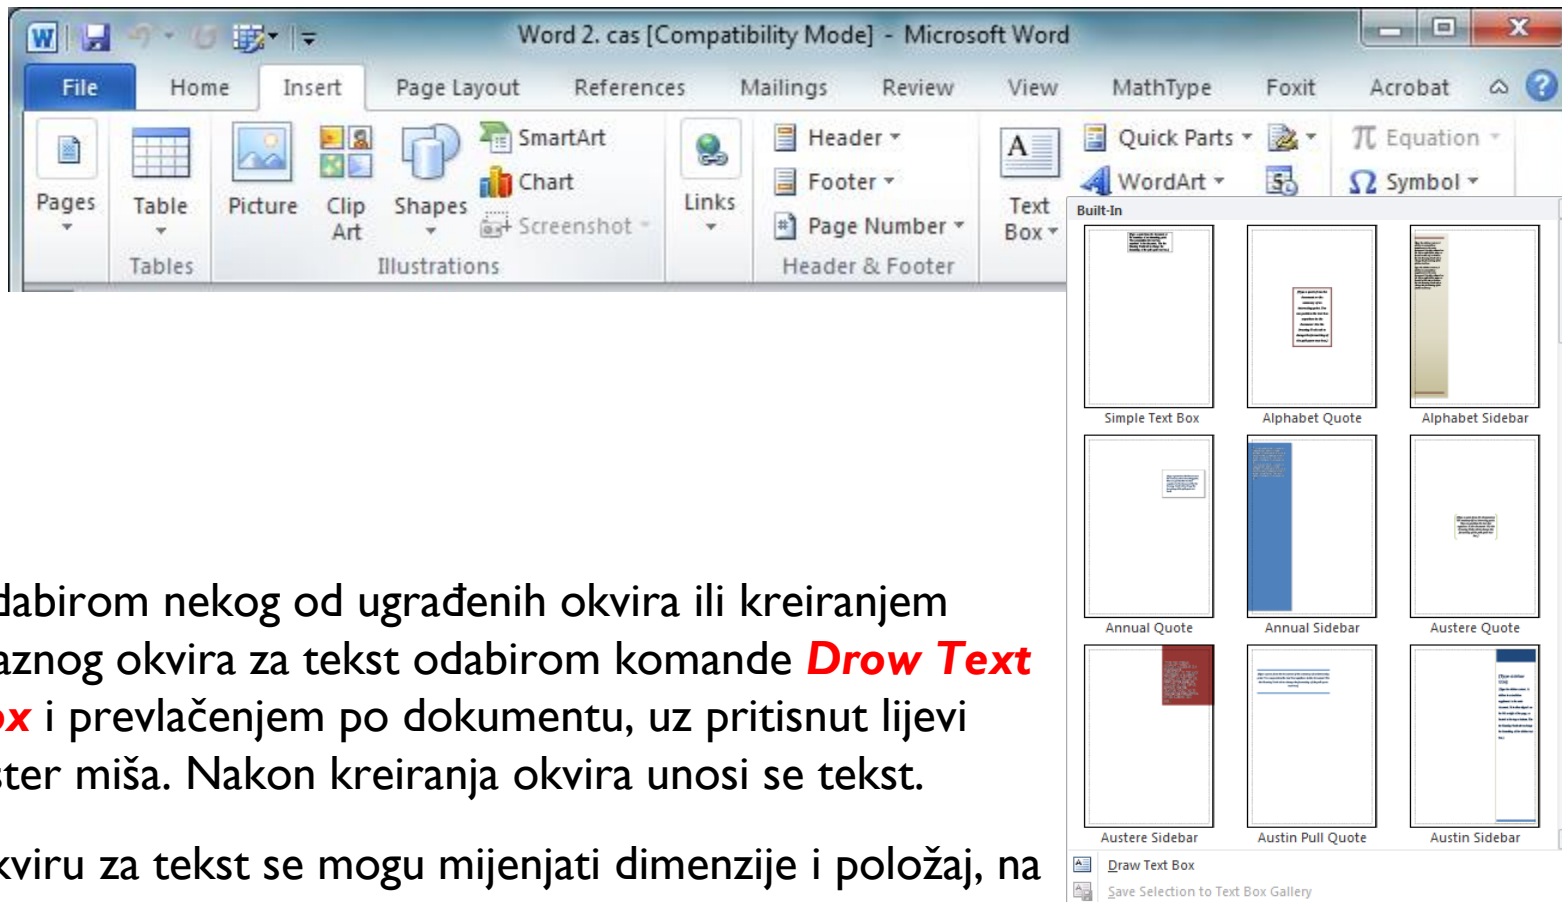 Word 2. cas [Compatibility Mode] - Microsoft Word
File Home Insert Page Layout References Mailings Review View MathType Foxit Acrobat
Pages
Table
Tables
Picture
Clip Art
Shapes
SmartArt
Chart
Screenshot
Illustrations
Links
Header
Footer
Page Number
Header & Footer
Text Box
Quick Parts
WordArt
Equation
Symbol
Built-In
Simple Text Box Alphabet Quote Alphabet Sidebar
Annual Quote Annual Sidebar Austere Quote
Austere Sidebar Austin Pull Quote Austin Sidebar
Draw Text Box
Save Selection to Text Box Gallery
dabirom nekog od ugrađenih okvira ili kreiranjem
aznog okvira za tekst odabirom komande Drow Text
ox i prevlačenjem po dokumentu, uz pritisnut lijevi
ster miša. Nakon kreiranja okvira unosi se tekst.
kviru za tekst se mogu mijenjati dimenzije i položaj, na